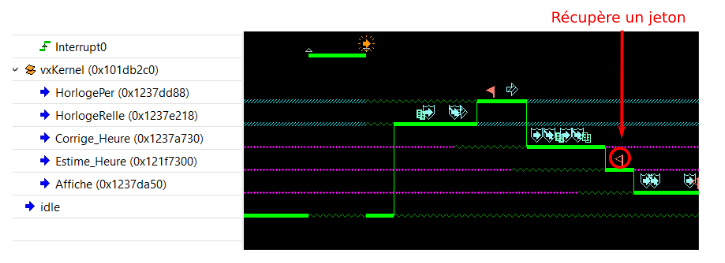 Récupère un jeton
Interrupt0
vxKernel (0x101db2c0)
HorlogePer (0x1237dd88)
HorlogeRelle (0x1237e218)
Corrige_Heure (0x1237a730)
Estime_Heure (0x121f7300)
Affiche (0x1237da50)
idle